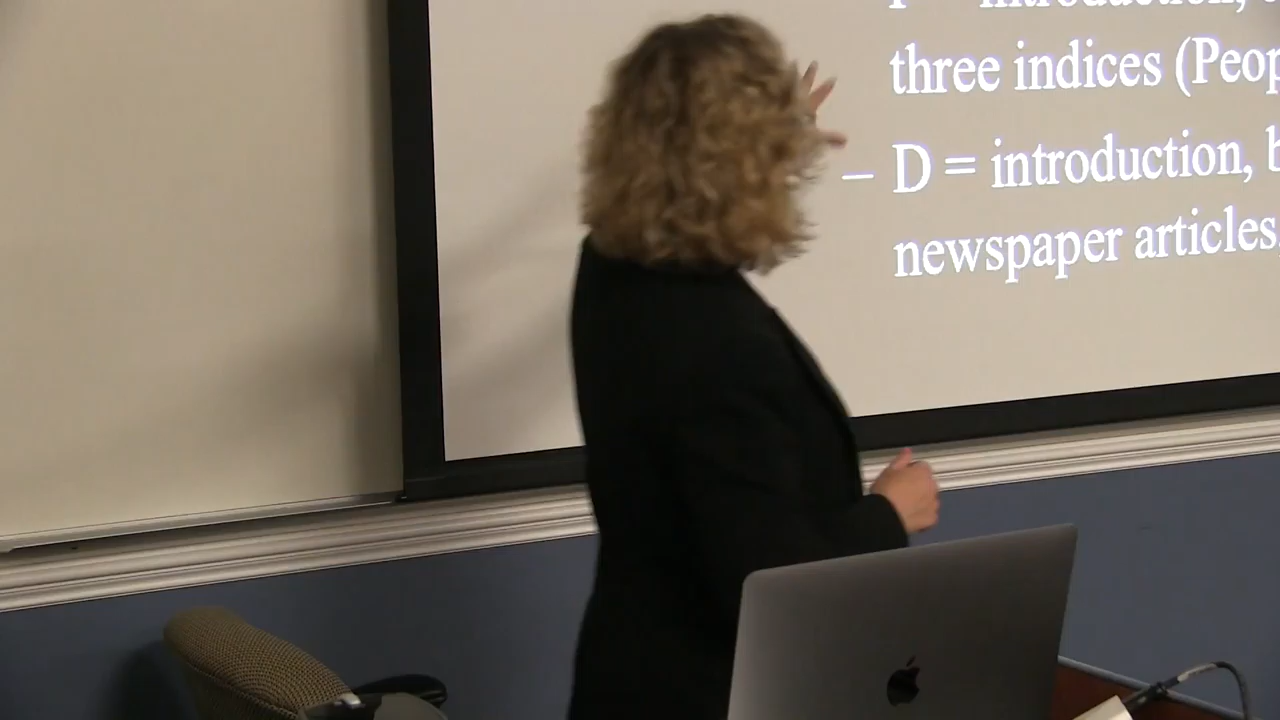 three indices (Peop
– D = introduction, b
newspaper articles,